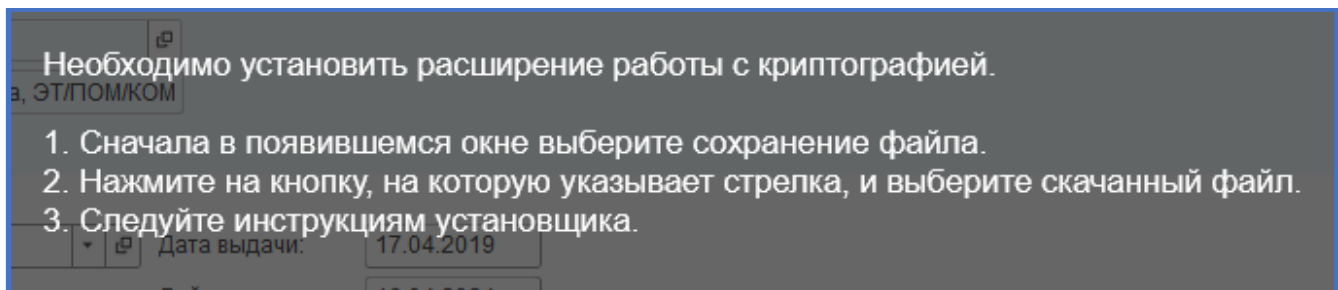 Необходимо установить расширение работы с криптографией.
а, ЭТ/ПОМ/КОМ
1. Сначала в появившемся окне выберите сохранение файла.
2. Нажмите на кнопку, на которую указывает стрелка, и выберите скачанный файл.
3. Следуйте инструкциям установщика.
Дата выдачи: 17.04.2019